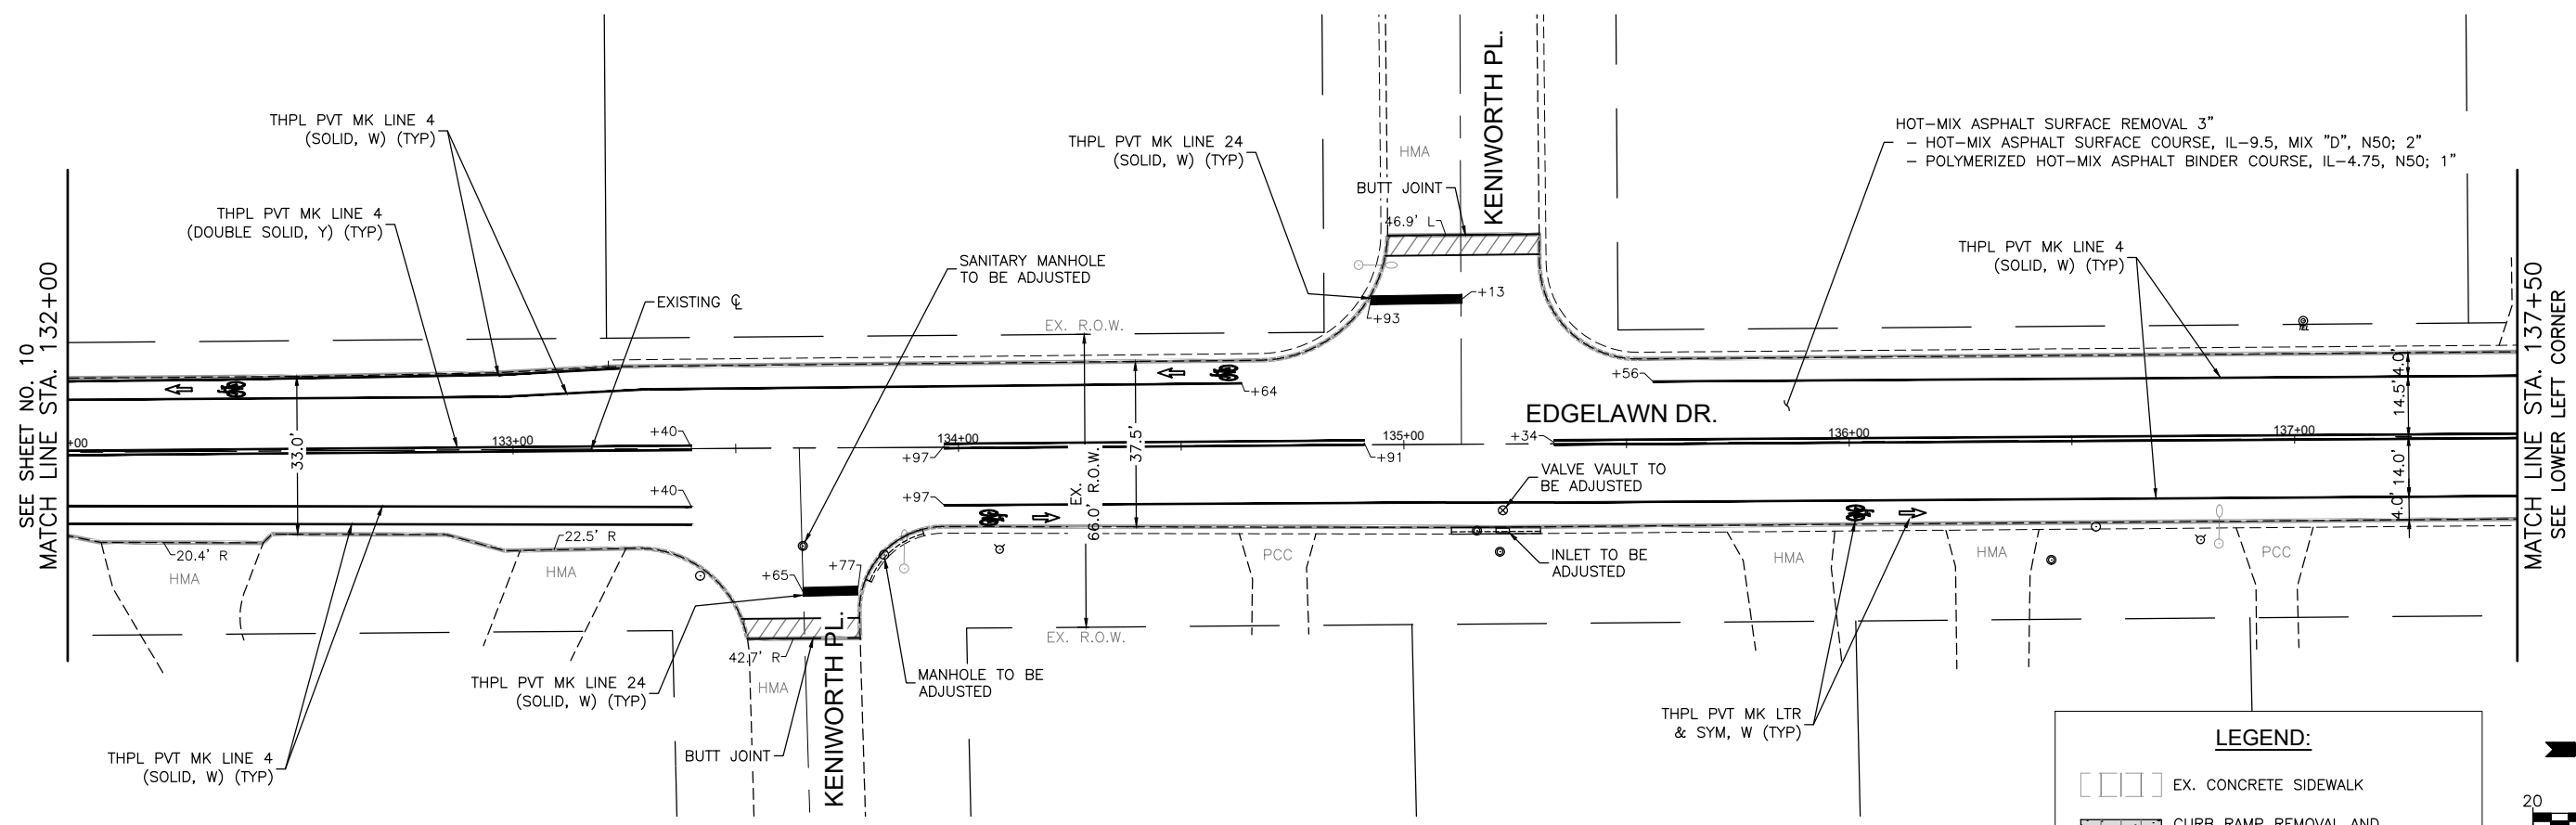 SEE SHEET NO. 10
MATCH LINE STA. 132+00
THPL PVT MK LINE 4
(SOLID, W) (TYP)
THPL PVT MK LINE 4
(DOUBLE SOLID, Y) (TYP)
EXISTING ℄
SANITARY MANHOLE
TO BE ADJUSTED
THPL PVT MK LINE 24
(SOLID, W) (TYP)
BUTT JOINT
46.9' L
HMA
KENIWORTH PL.
+13
+93
HOT-MIX ASPHALT SURFACE REMOVAL 3"
- HOT-MIX ASPHALT SURFACE COURSE, IL-9.5, MIX "D", N50; 2"
- POLYMERIZED HOT-MIX ASPHALT BINDER COURSE, IL-4.75, N50; 1"
THPL PVT MK LINE 4
(SOLID, W) (TYP)
EX. R.O.W.
+64
+56
EDGELAWN DR.
4.0'
14.5'
14.0'
4.0'
MATCH LINE STA. 137+50
SEE LOWER LEFT CORNER
+00
33.0'
133+00
+40
134+00
+97
37.5'
EX.
66.0' R.O.W.
+91
135+00
+34
136+00
137+00
+40
+97
VALVE VAULT TO
BE ADJUSTED
INLET TO BE
ADJUSTED
20.4' R
HMA
22.5' R
HMA
+65
+77
PCC
HMA
HMA
PCC
EX. R.O.W.
42.7' R
HMA
KENIWORTH PL.
MANHOLE TO BE
ADJUSTED
THPL PVT MK LINE 24
(SOLID, W) (TYP)
BUTT JOINT
THPL PVT MK LINE 4
(SOLID, W) (TYP)
THPL PVT MK LTR
& SYM, W (TYP)
LEGEND:
EX. CONCRETE SIDEWALK
CURB RAMP REMOVAL AND
20